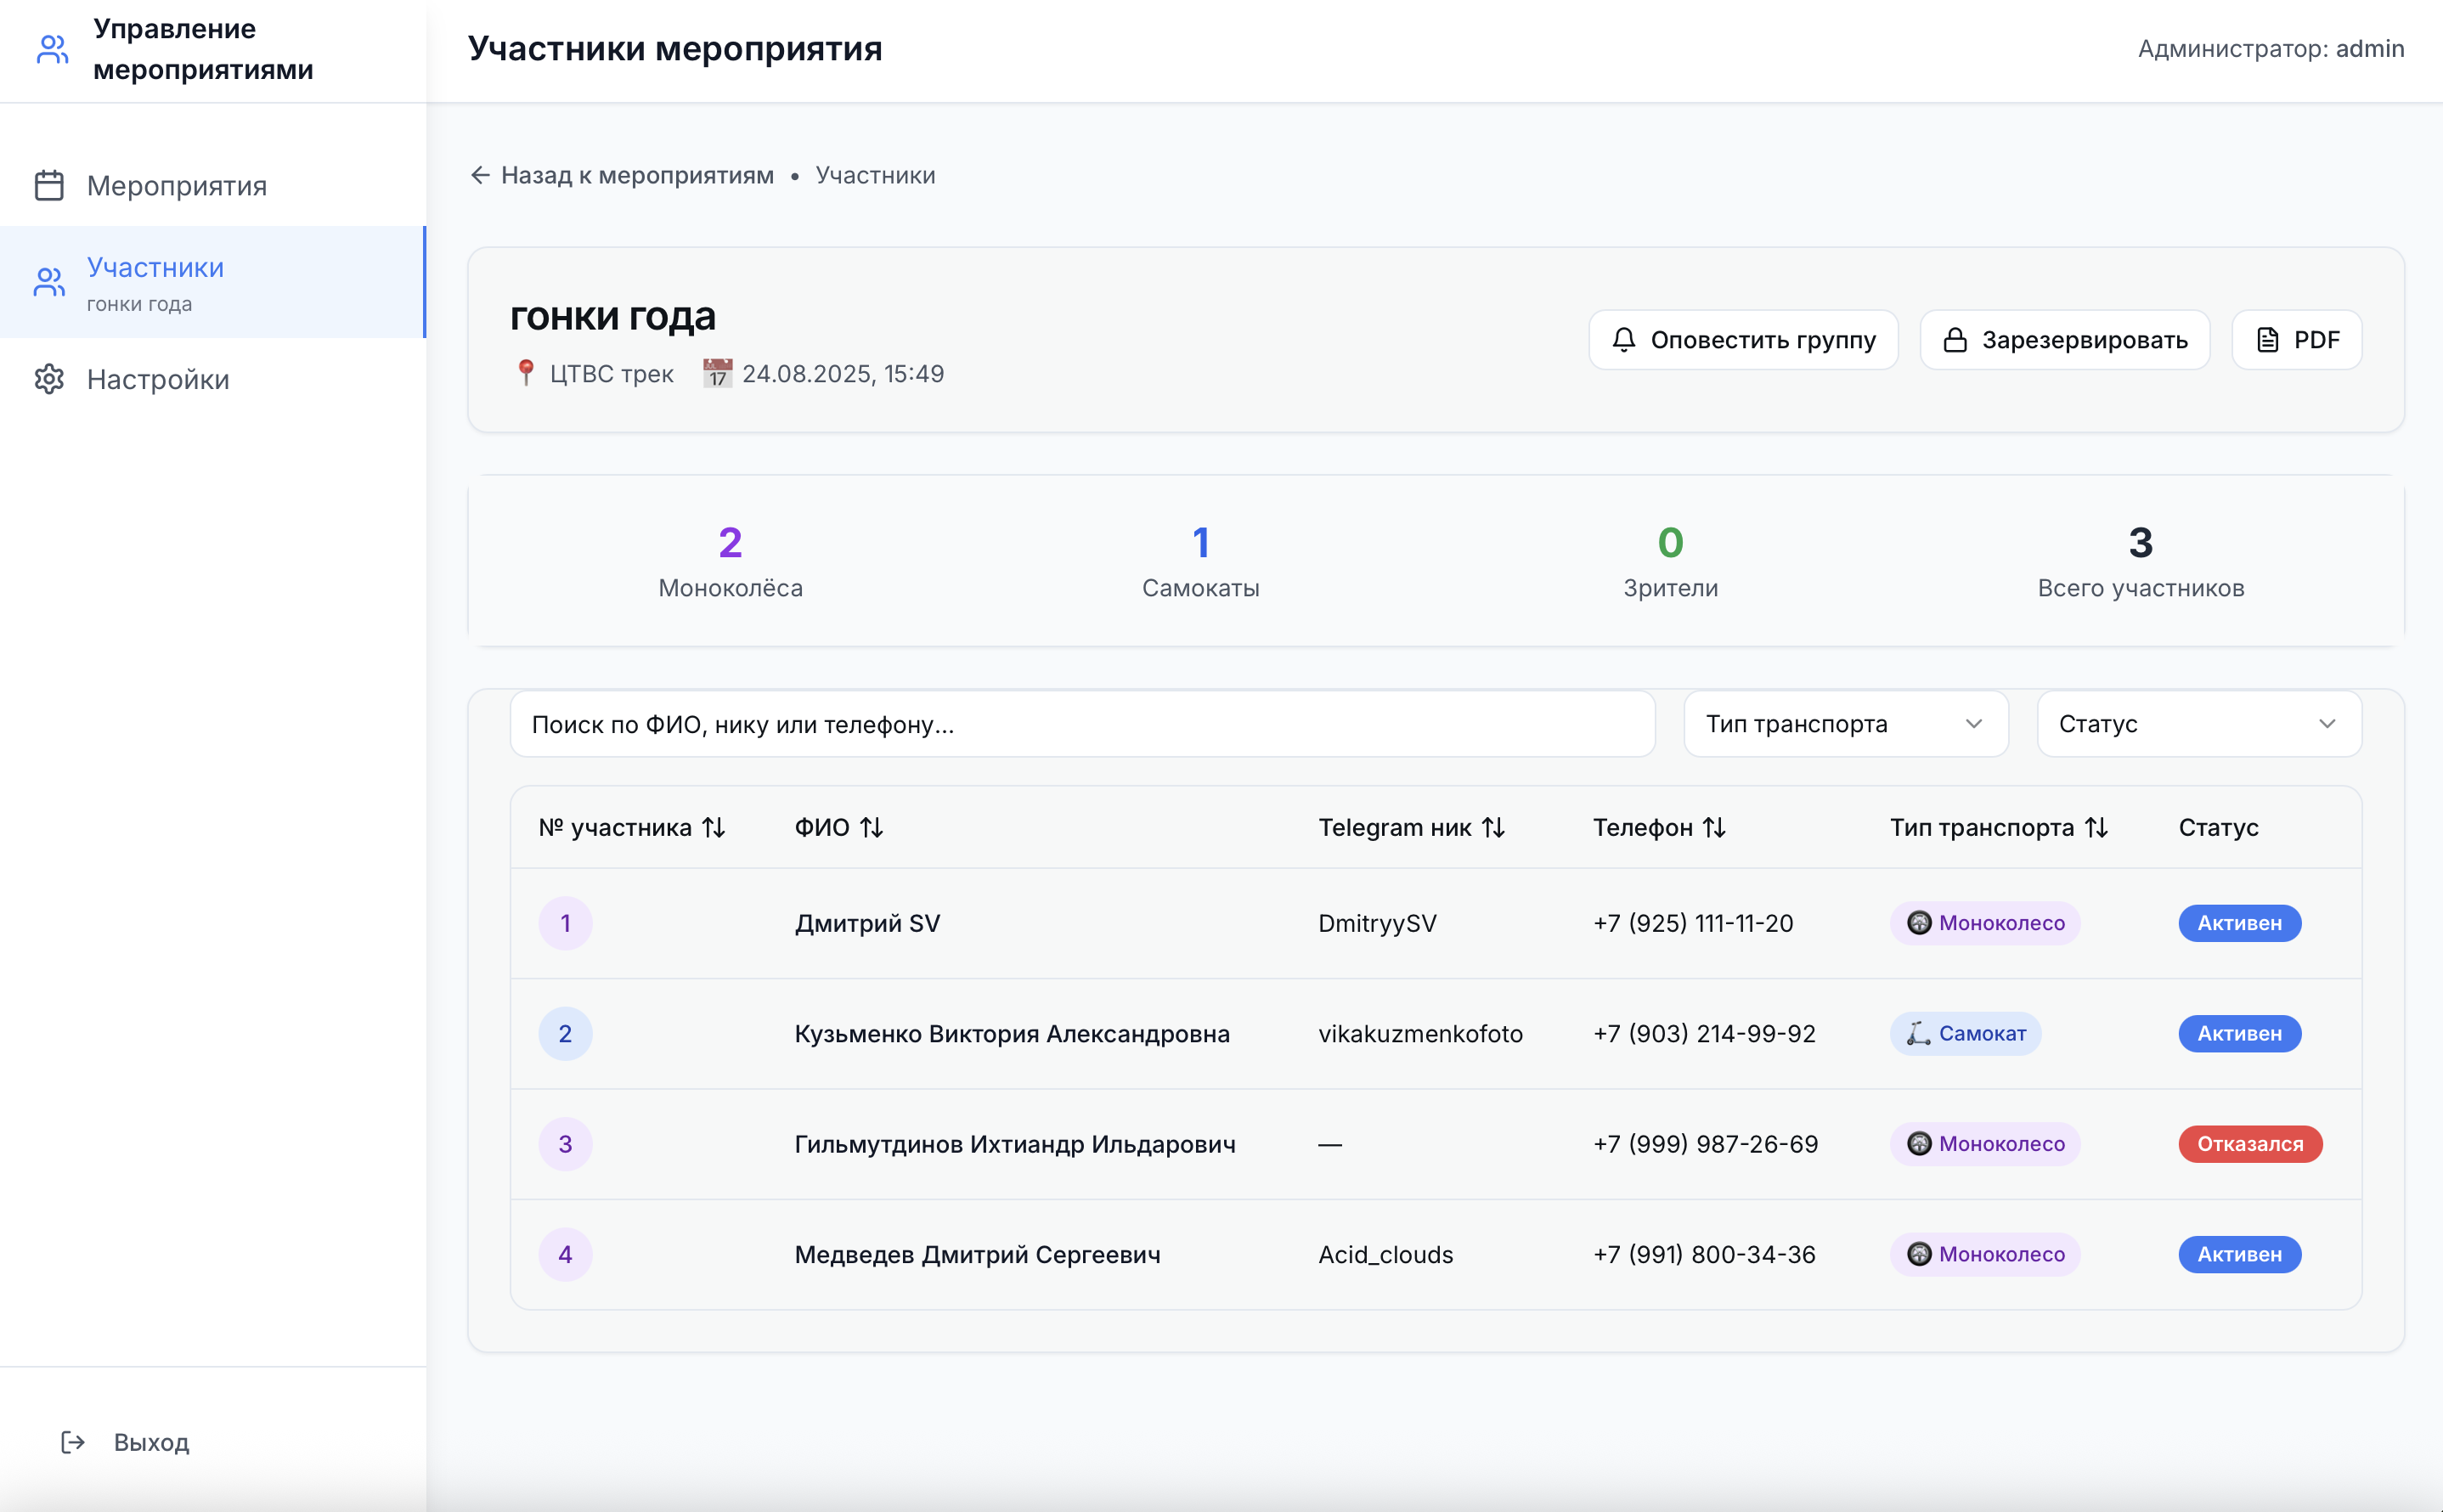 Управление
мероприятиями
Участники мероприятия
Администратор: admin
Мероприятия
Участники
гонки года
Настройки
Выход
← Назад к мероприятиям • Участники
гонки года
ЦТВС трек 17 24.08.2025, 15:49
Оповестить группу Зарезервировать PDF
2 1 0 3
Моноколёса Самокаты Зрители Всего участников
Поиск по ФИО, нику или телефону... Тип транспорта Статус
№ участника ФИО Telegram ник Телефон Тип транспорта Статус
1 Дмитрий SV DmitryySV +7 (925) 111-11-20 Моноколесо Активен
2 Кузьменко Виктория Александровна vikakuzmenkofoto +7 (903) 214-99-92 Самокат Активен
3 Гильмутдинов Ихтиандр Ильдарович — +7 (999) 987-26-69 Моноколесо Отказался
4 Медведев Дмитрий Сергеевич Acid_clouds +7 (991) 800-34-36 Моноколесо Активен